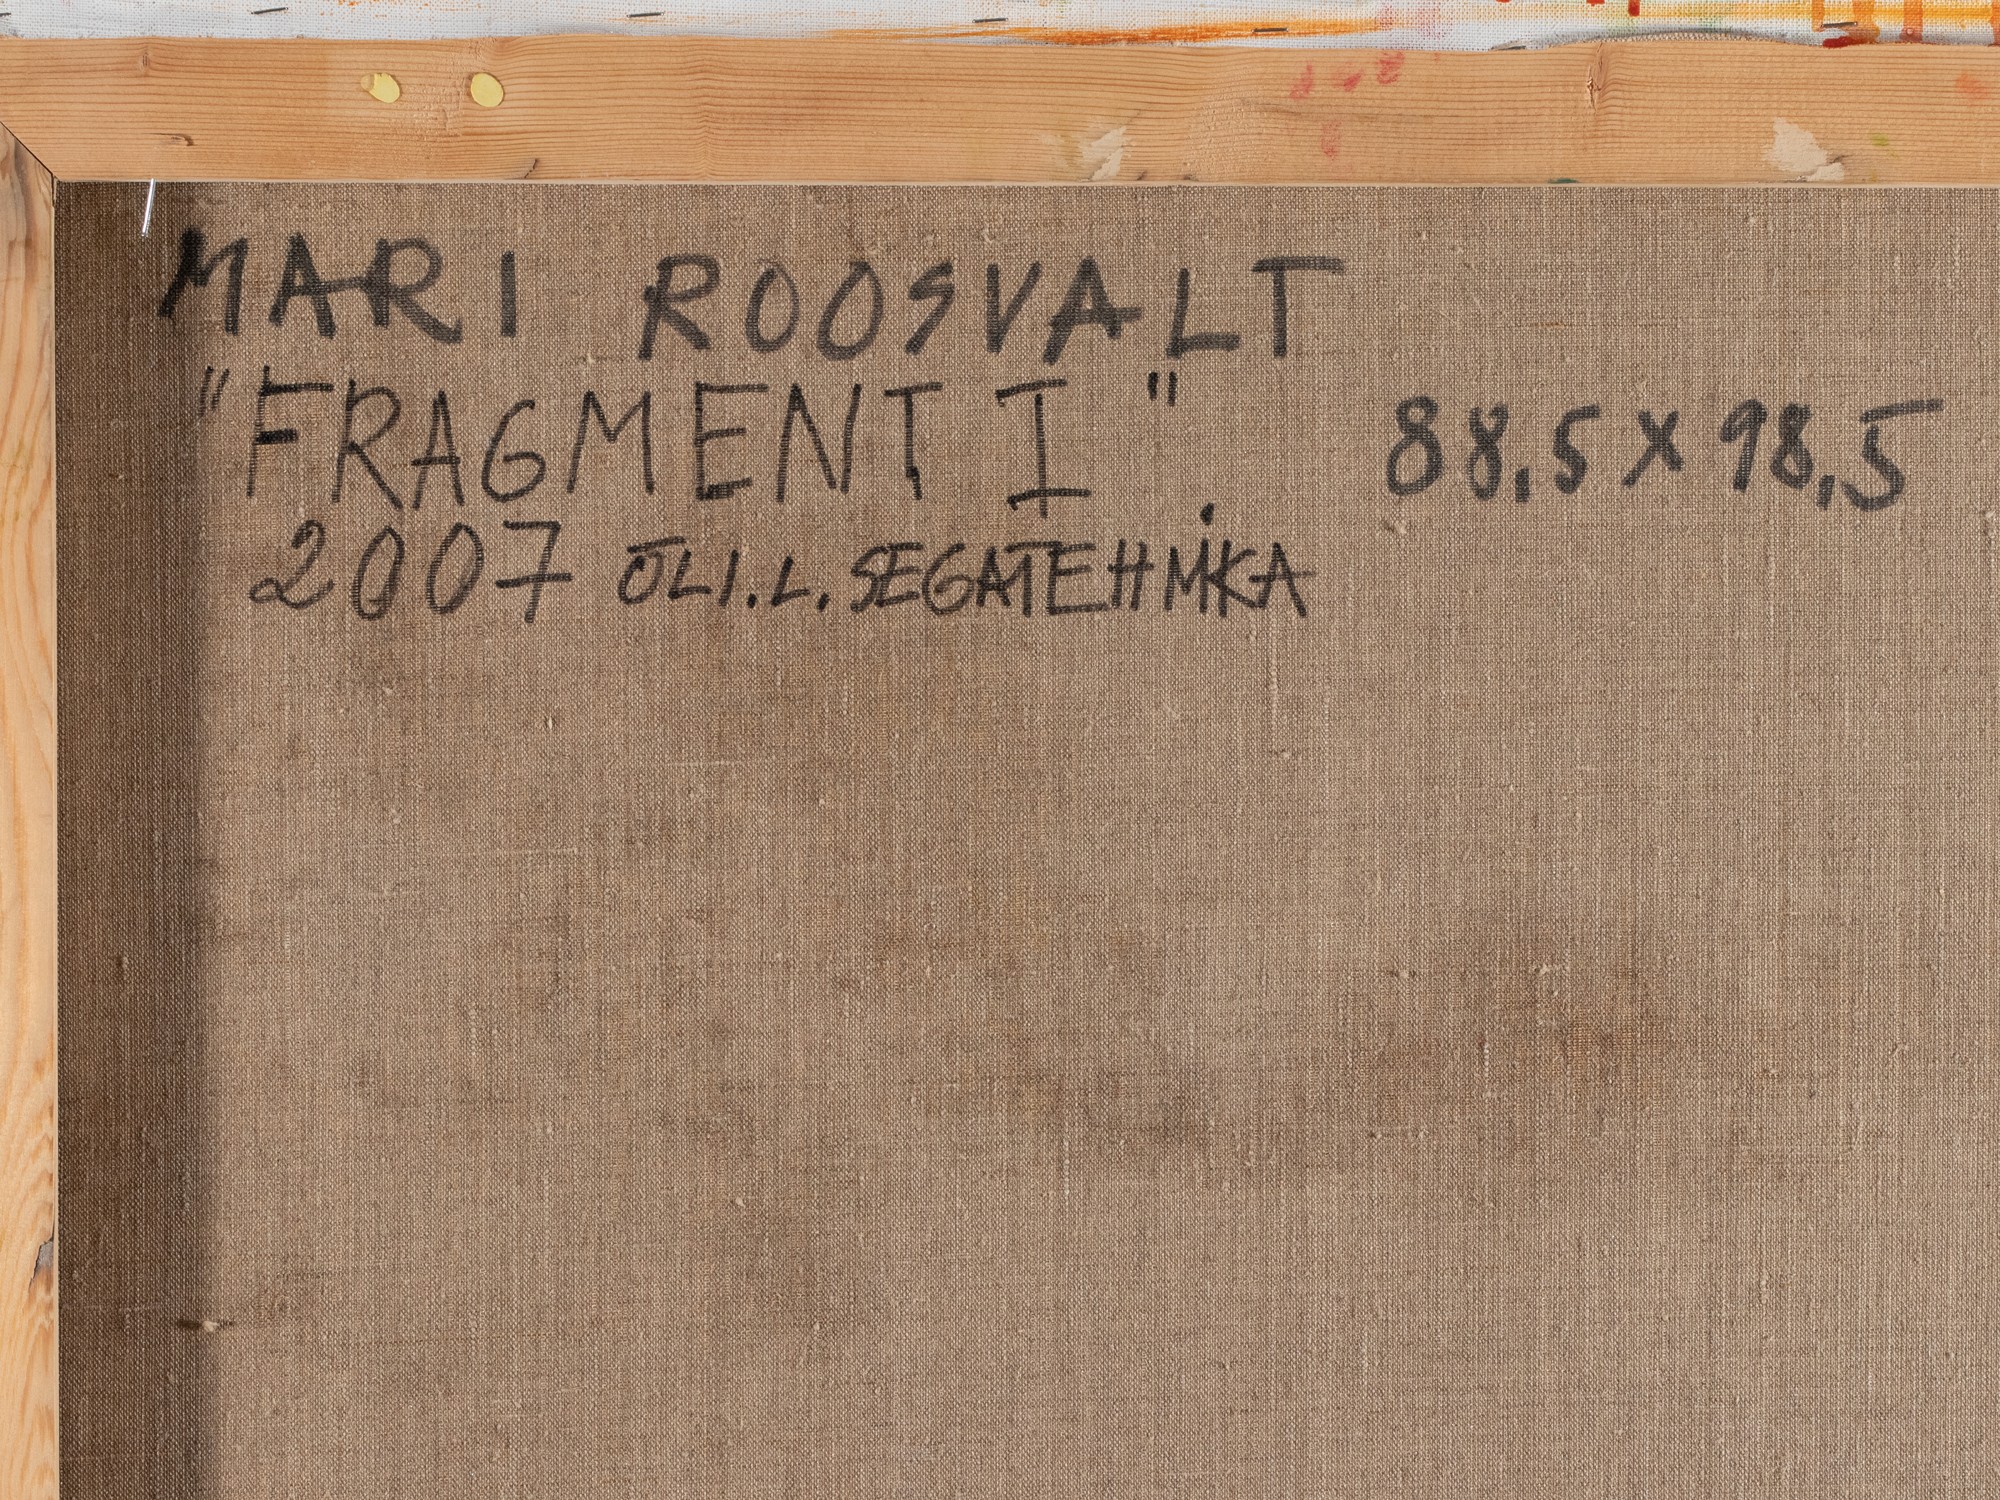 MARI ROOSVALT
"FRAGMENT I" 88,5 x 98,5
2007 ÕLI. L. SEGATEHNIKA